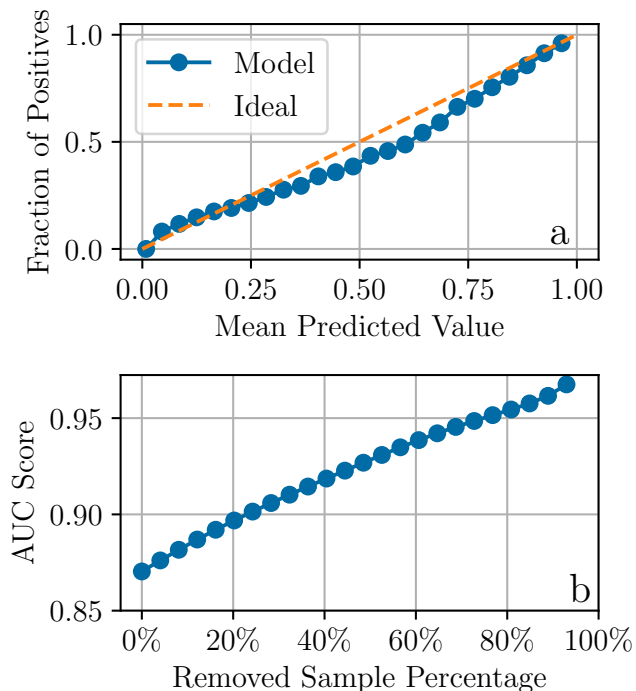 1.0
Model
Ideal
0.5
0.0
a
0.00 0.25 0.50 0.75 1.00
Fraction of Positives
Mean Predicted Value
0.95
0.90
0.85
b
0% 20% 40% 60% 80% 100%
AUC Score
Removed Sample Percentage